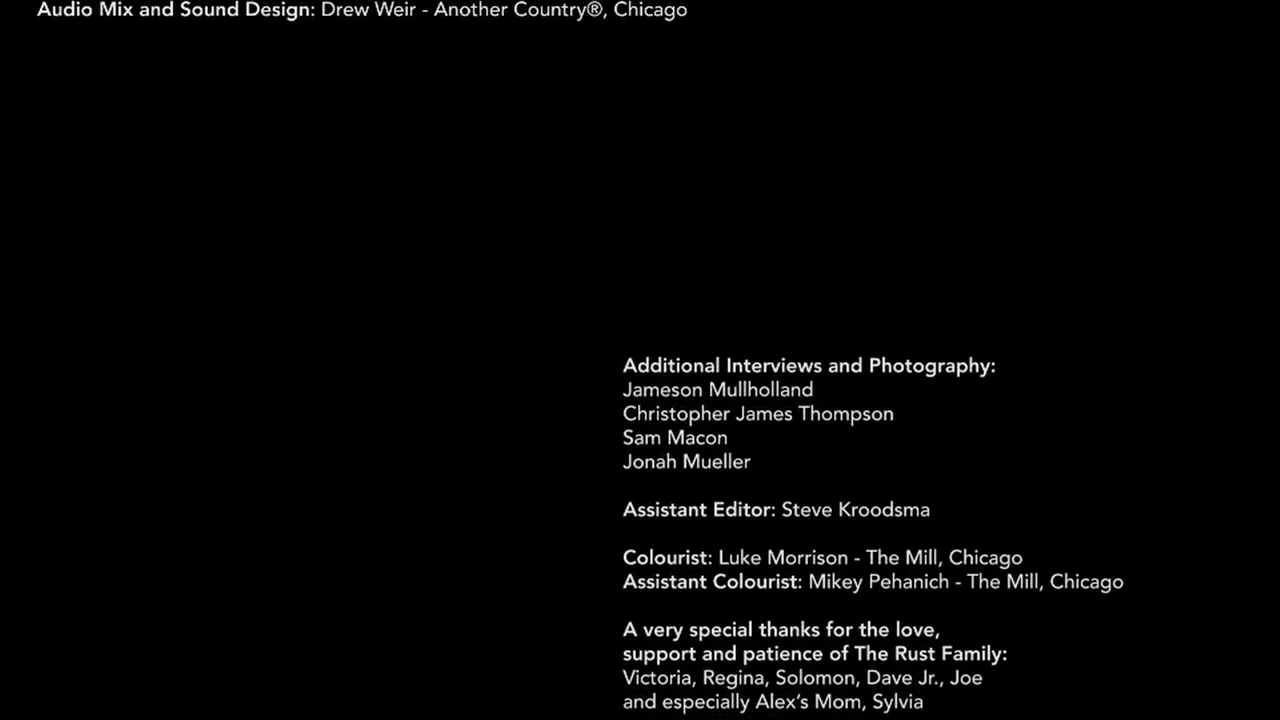 Audio Mix and Sound Design: Drew Weir - Another Country®, Chicago
Additional Interviews and Photography:
Jameson Mullholland
Christopher James Thompson
Sam Macon
Jonah Mueller
Assistant Editor: Steve Kroodsma
Colourist: Luke Morrison - The Mill, Chicago
Assistant Colourist: Mikey Pehanich - The Mill, Chicago
A very special thanks for the love,
support and patience of The Rust Family:
Victoria, Regina, Solomon, Dave Jr., Joe
and especially Alex’s Mom, Sylvia